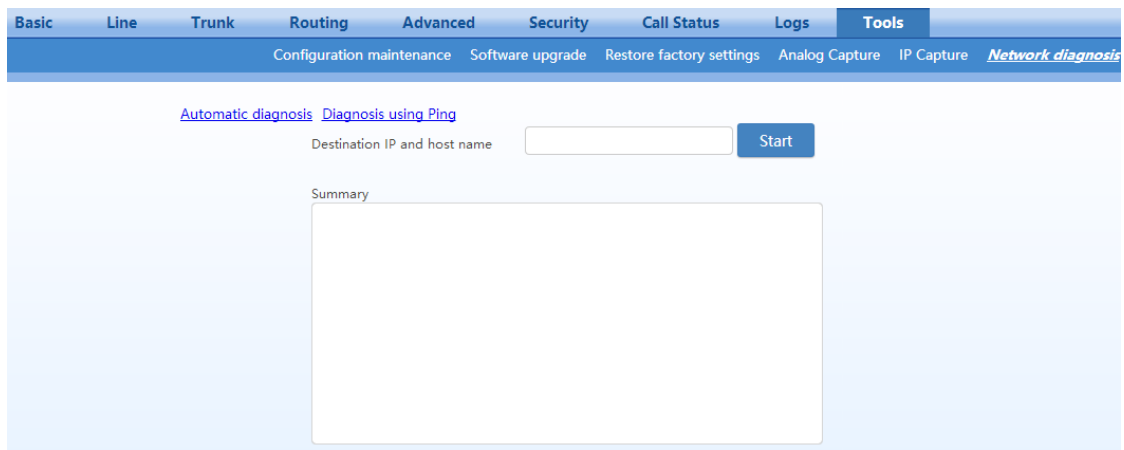 Basic Line Trunk Routing Advanced Security Call Status Logs Tools
Configuration maintenance Software upgrade Restore factory settings Analog Capture IP Capture Network diagnosis
Automatic diagnosis Diagnosis using Ping
Destination IP and host name Start
Summary